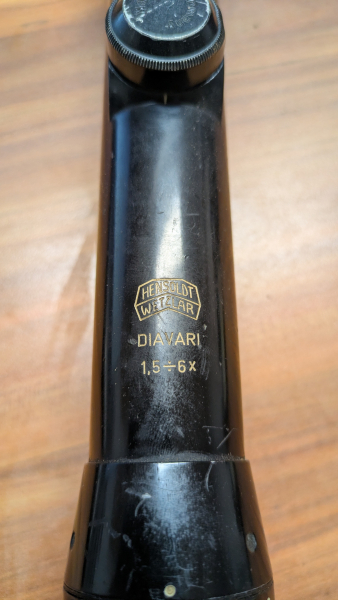 HENSOLDT
WETZLAR
DIAVARI
1,5÷6x